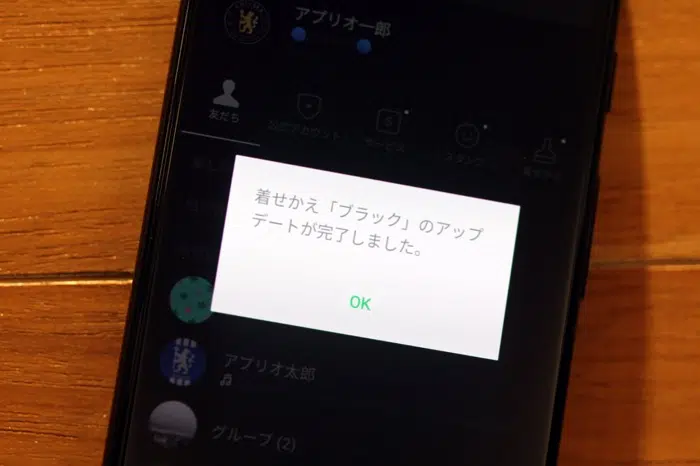 アプリオ一郎
友だち
公式アカウント
サービス
スタンプ
着せかえ
着せかえ「ブラック」のアップ
デートが完了しました。
OK
アプリオ太郎
グループ (2)